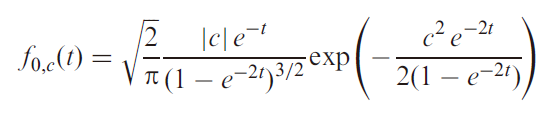 f_{0,c}(t) = \sqrt{\frac{2}{\pi}} \frac{|c| e^{-t}}{(1 - e^{-2t})^{3/2}} \exp\left( - \frac{c^2 e^{-2t}}{2(1 - e^{-2t})} \right)